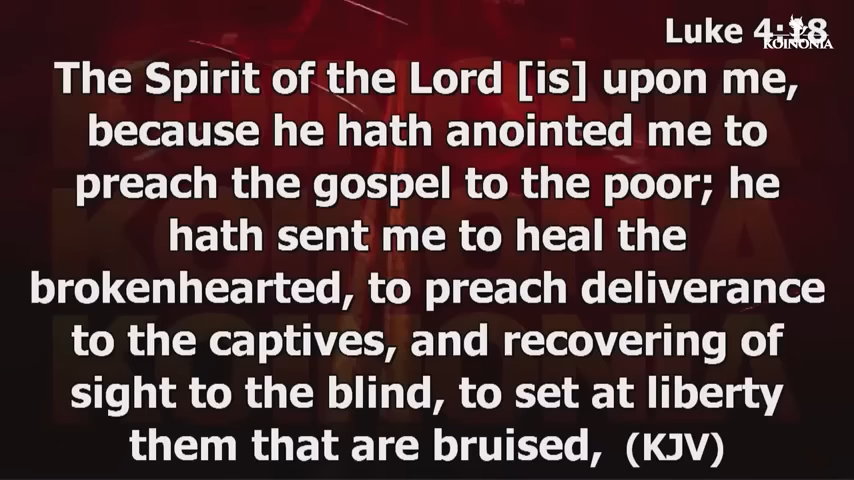 Luke 4:18
KOINONIA
The Spirit of the Lord [is] upon me,
because he hath anointed me to
preach the gospel to the poor; he
hath sent me to heal the
brokenhearted, to preach deliverance
to the captives, and recovering of
sight to the blind, to set at liberty
them that are bruised, (KJV)